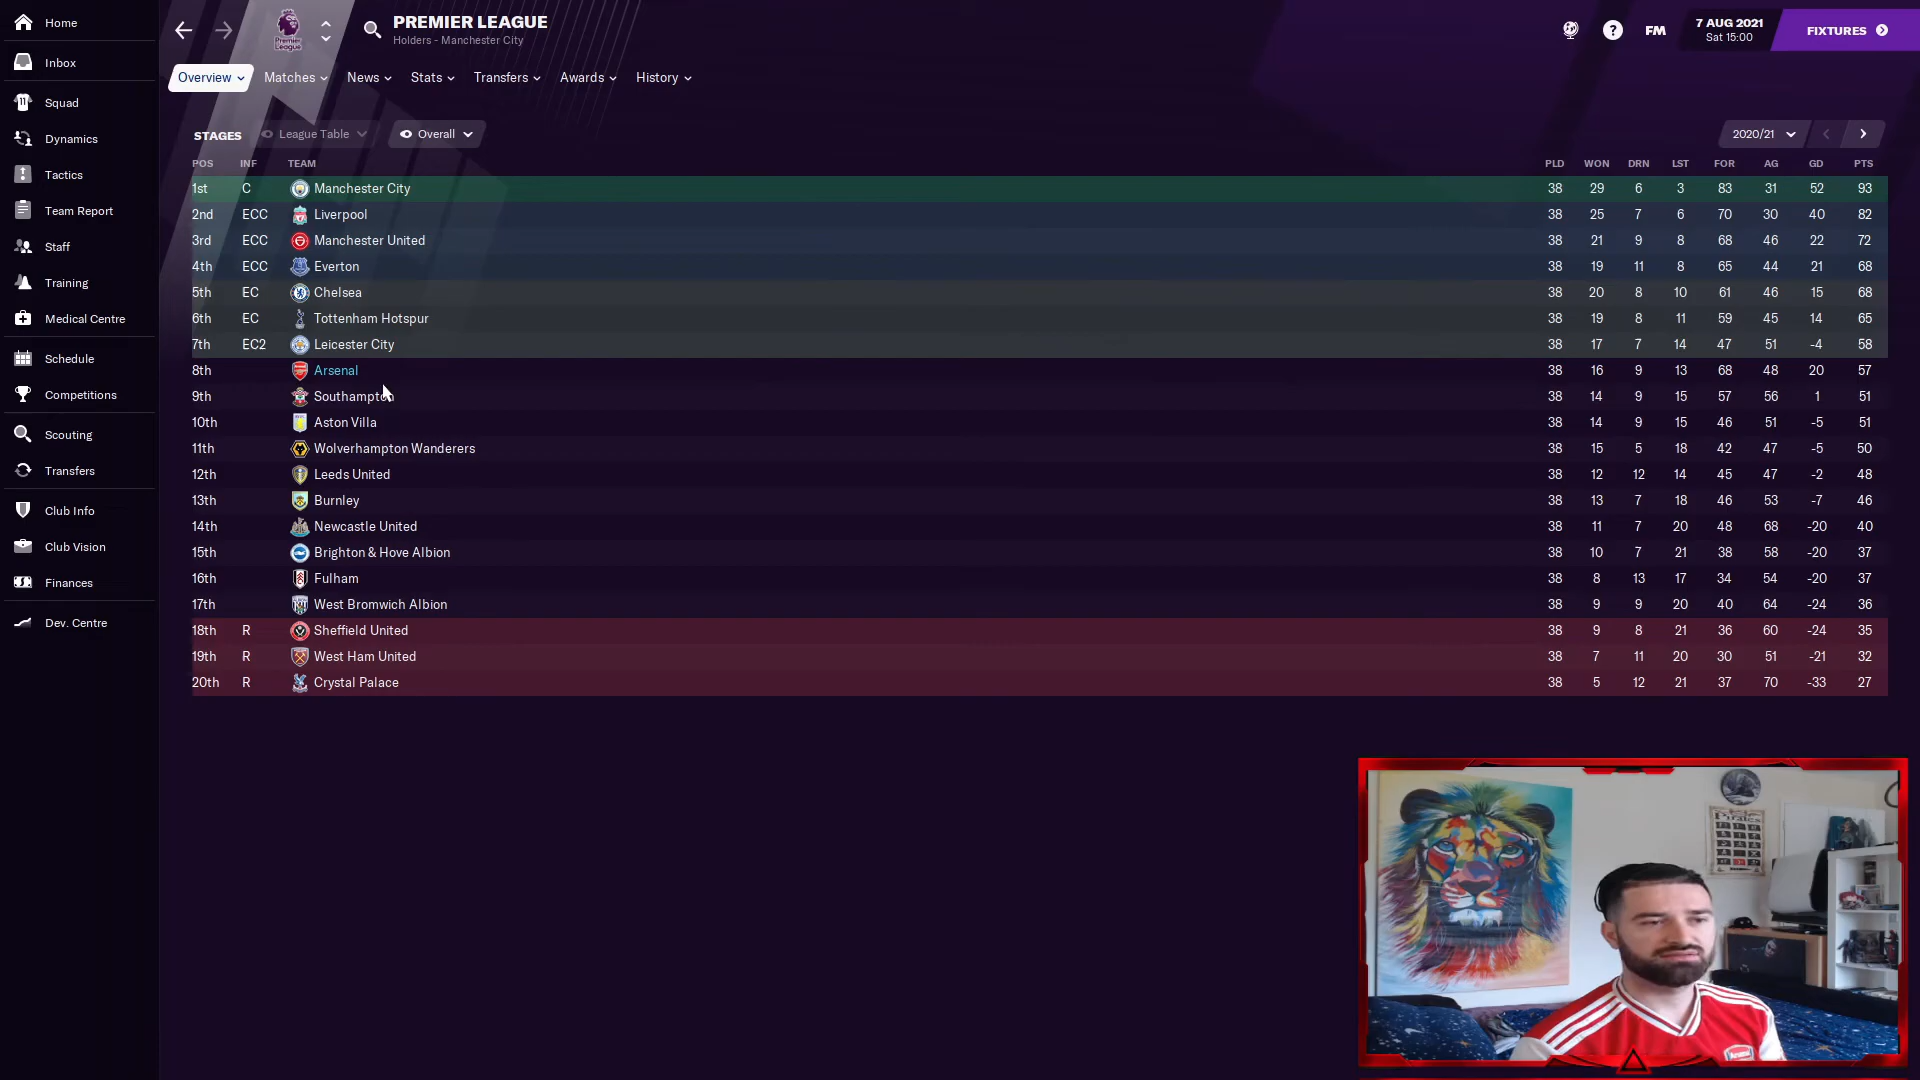 Home
Inbox
Squad
Dynamics
Tactics
Team Report
Staff
Training
Medical Centre
Schedule
Competitions
Scouting
Transfers
Club Info
Club Vision
Finances
Dev. Centre
PREMIER LEAGUE
Holders - Manchester City
FM
7 AUG 2021
Sat 15:00
FIXTURES
Overview Matches News Stats Transfers Awards History
STAGES League Table Overall 2020/21
POS INF TEAM PLD WON DRN LST FOR AG GD PTS
1st C Manchester City 38 29 6 3 83 31 52 93
2nd ECC Liverpool 38 25 7 6 70 30 40 82
3rd ECC Manchester United 38 21 9 8 68 46 22 72
4th ECC Everton 38 19 11 8 65 44 21 68
5th EC Chelsea 38 20 8 10 61 46 15 68
6th EC Tottenham Hotspur 38 19 8 11 59 45 14 65
7th EC2 Leicester City 38 17 7 14 47 51 -4 58
8th Arsenal 38 16 9 13 68 48 20 57
9th Southampton 38 14 9 15 57 56 1 51
10th Aston Villa 38 14 9 15 46 51 -5 51
11th Wolverhampton Wanderers 38 15 5 18 42 47 -5 50
12th Leeds United 38 12 12 14 45 47 -2 48
13th Burnley 38 13 7 18 46 53 -7 46
14th Newcastle United 38 11 7 20 48 68 -20 40
15th Brighton & Hove Albion 38 10 7 21 38 58 -20 37
16th Fulham 38 8 13 17 34 54 -20 37
17th West Bromwich Albion 38 9 9 20 40 64 -24 36
18th R Sheffield United 38 9 8 21 36 60 -24 35
19th R West Ham United 38 7 11 20 30 51 -21 32
20th R Crystal Palace 38 5 12 21 37 70 -33 27